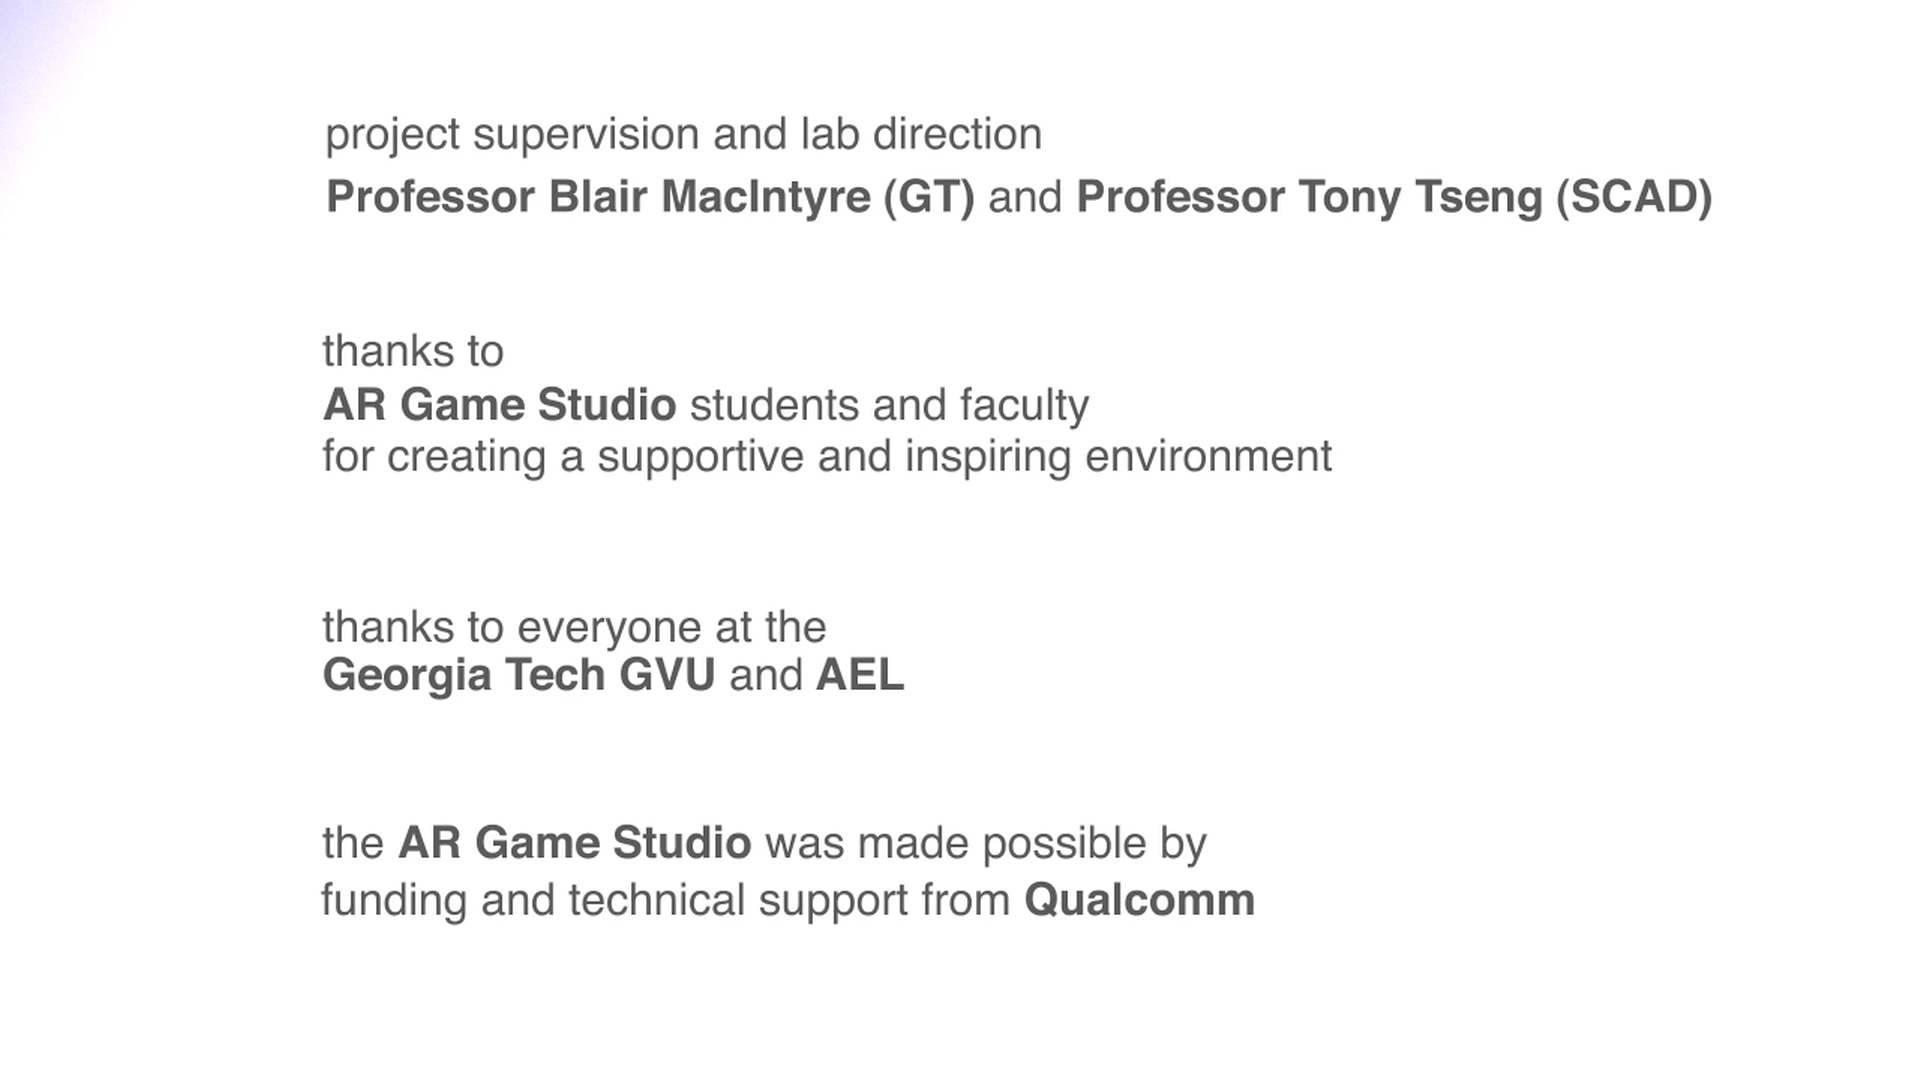 project supervision and lab direction
Professor Blair MacIntyre (GT) and Professor Tony Tseng (SCAD)
thanks to
AR Game Studio students and faculty
for creating a supportive and inspiring environment
thanks to everyone at the
Georgia Tech GVU and AEL
the AR Game Studio was made possible by
funding and technical support from Qualcomm